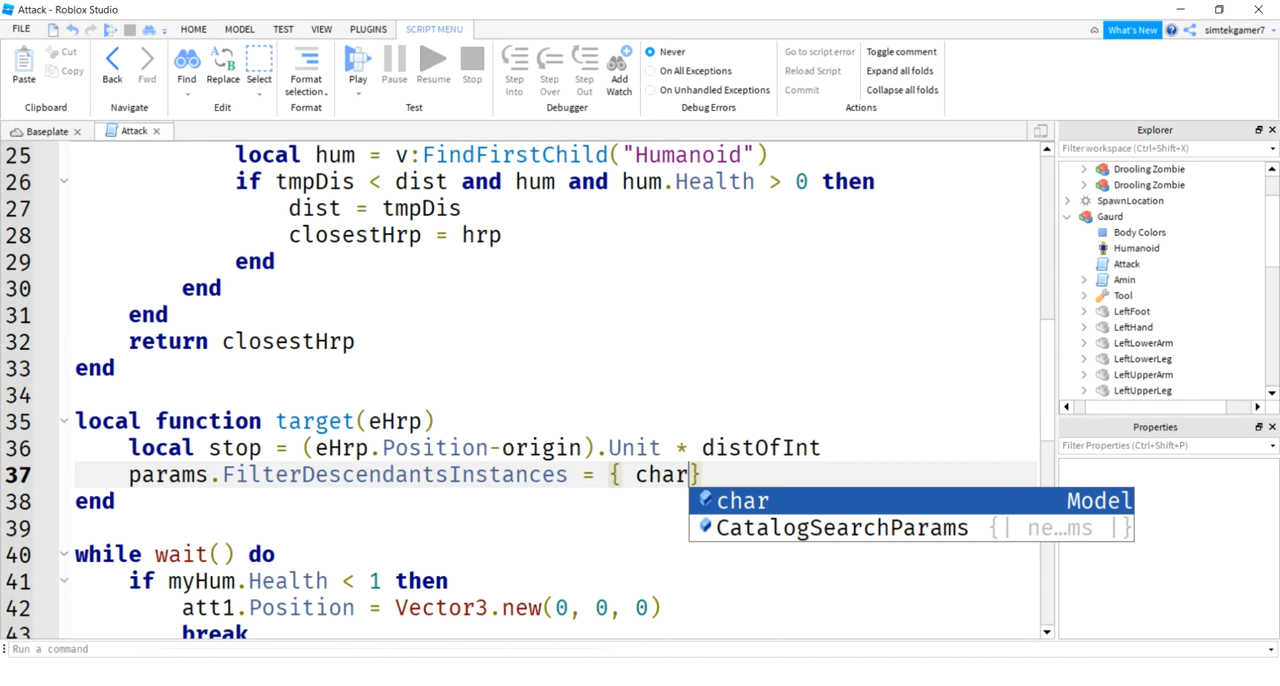 Attack - Roblox Studio
FILE HOME MODEL TEST VIEW PLUGINS SCRIPT MENU What's New simtekgamer7
Paste Cut Copy Back Fwd Find Replace Select Format selection Play Pause Resume Stop Step Into Step Over Step Out Add Watch Never On All Exceptions On Unhandled Exceptions Go to script error Reload Script Commit Toggle comment Expand all folds Collapse all folds
Clipboard Navigate Edit Format Test Debugger Debug Errors Actions
Baseplate Attack
25 local hum = v:FindFirstChild("Humanoid")
26 if tmpDis < dist and hum and hum.Health > 0 then
27 dist = tmpDis
28 closestHrp = hrp
29 end
30 end
31 end
32 return closestHrp
33 end
34
35 local function target(eHrp)
36 local stop = (eHrp.Position-origin).Unit * distOfInt
37 params.FilterDescendantsInstances = { char}
char Model
CatalogSearchParams {| ne...ms |}
38 end
39
40 while wait() do
41 if myHum.Health < 1 then
42 att1.Position = Vector3.new(0, 0, 0)
43 break
Run a command
Explorer
Filter workspace (Ctrl+Shift+X)
Drooling Zombie
Drooling Zombie
SpawnLocation
Gaurd
Body Colors
Humanoid
Attack
Amin
Tool
LeftFoot
LeftHand
LeftLowerArm
LeftLowerLeg
LeftUpperArm
LeftUpperLeg
Properties
Filter Properties (Ctrl+Shift+P)